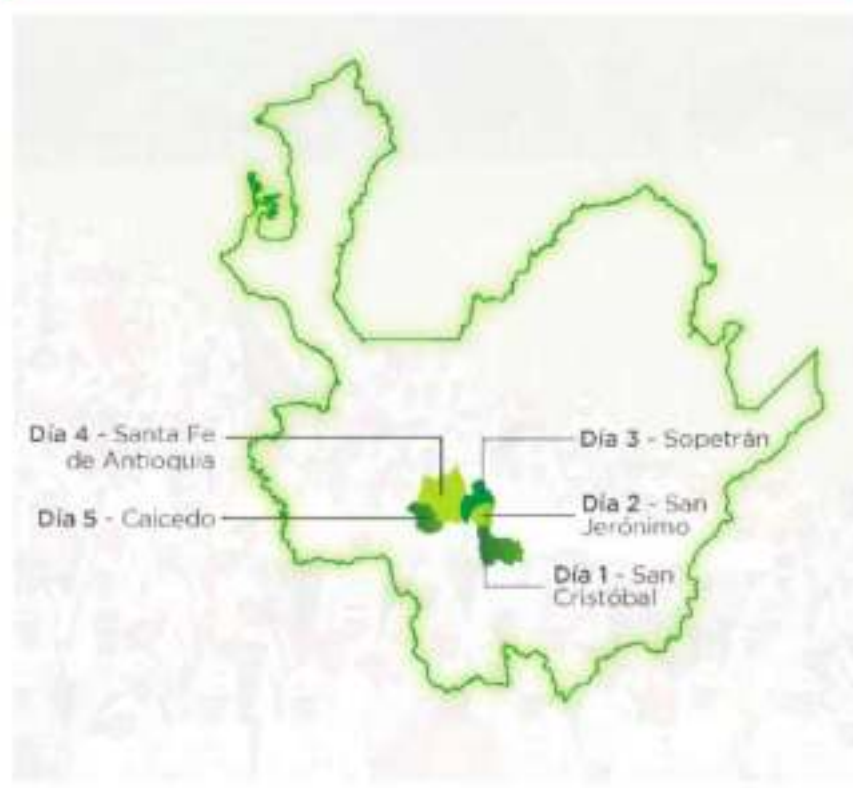 Día 4 - Santa Fe
de Antioquia
Día 5 - Caicedo
Día 3 - Sopetrán
Día 2 - San
Jerónimo
Día 1 - San
Cristóbal